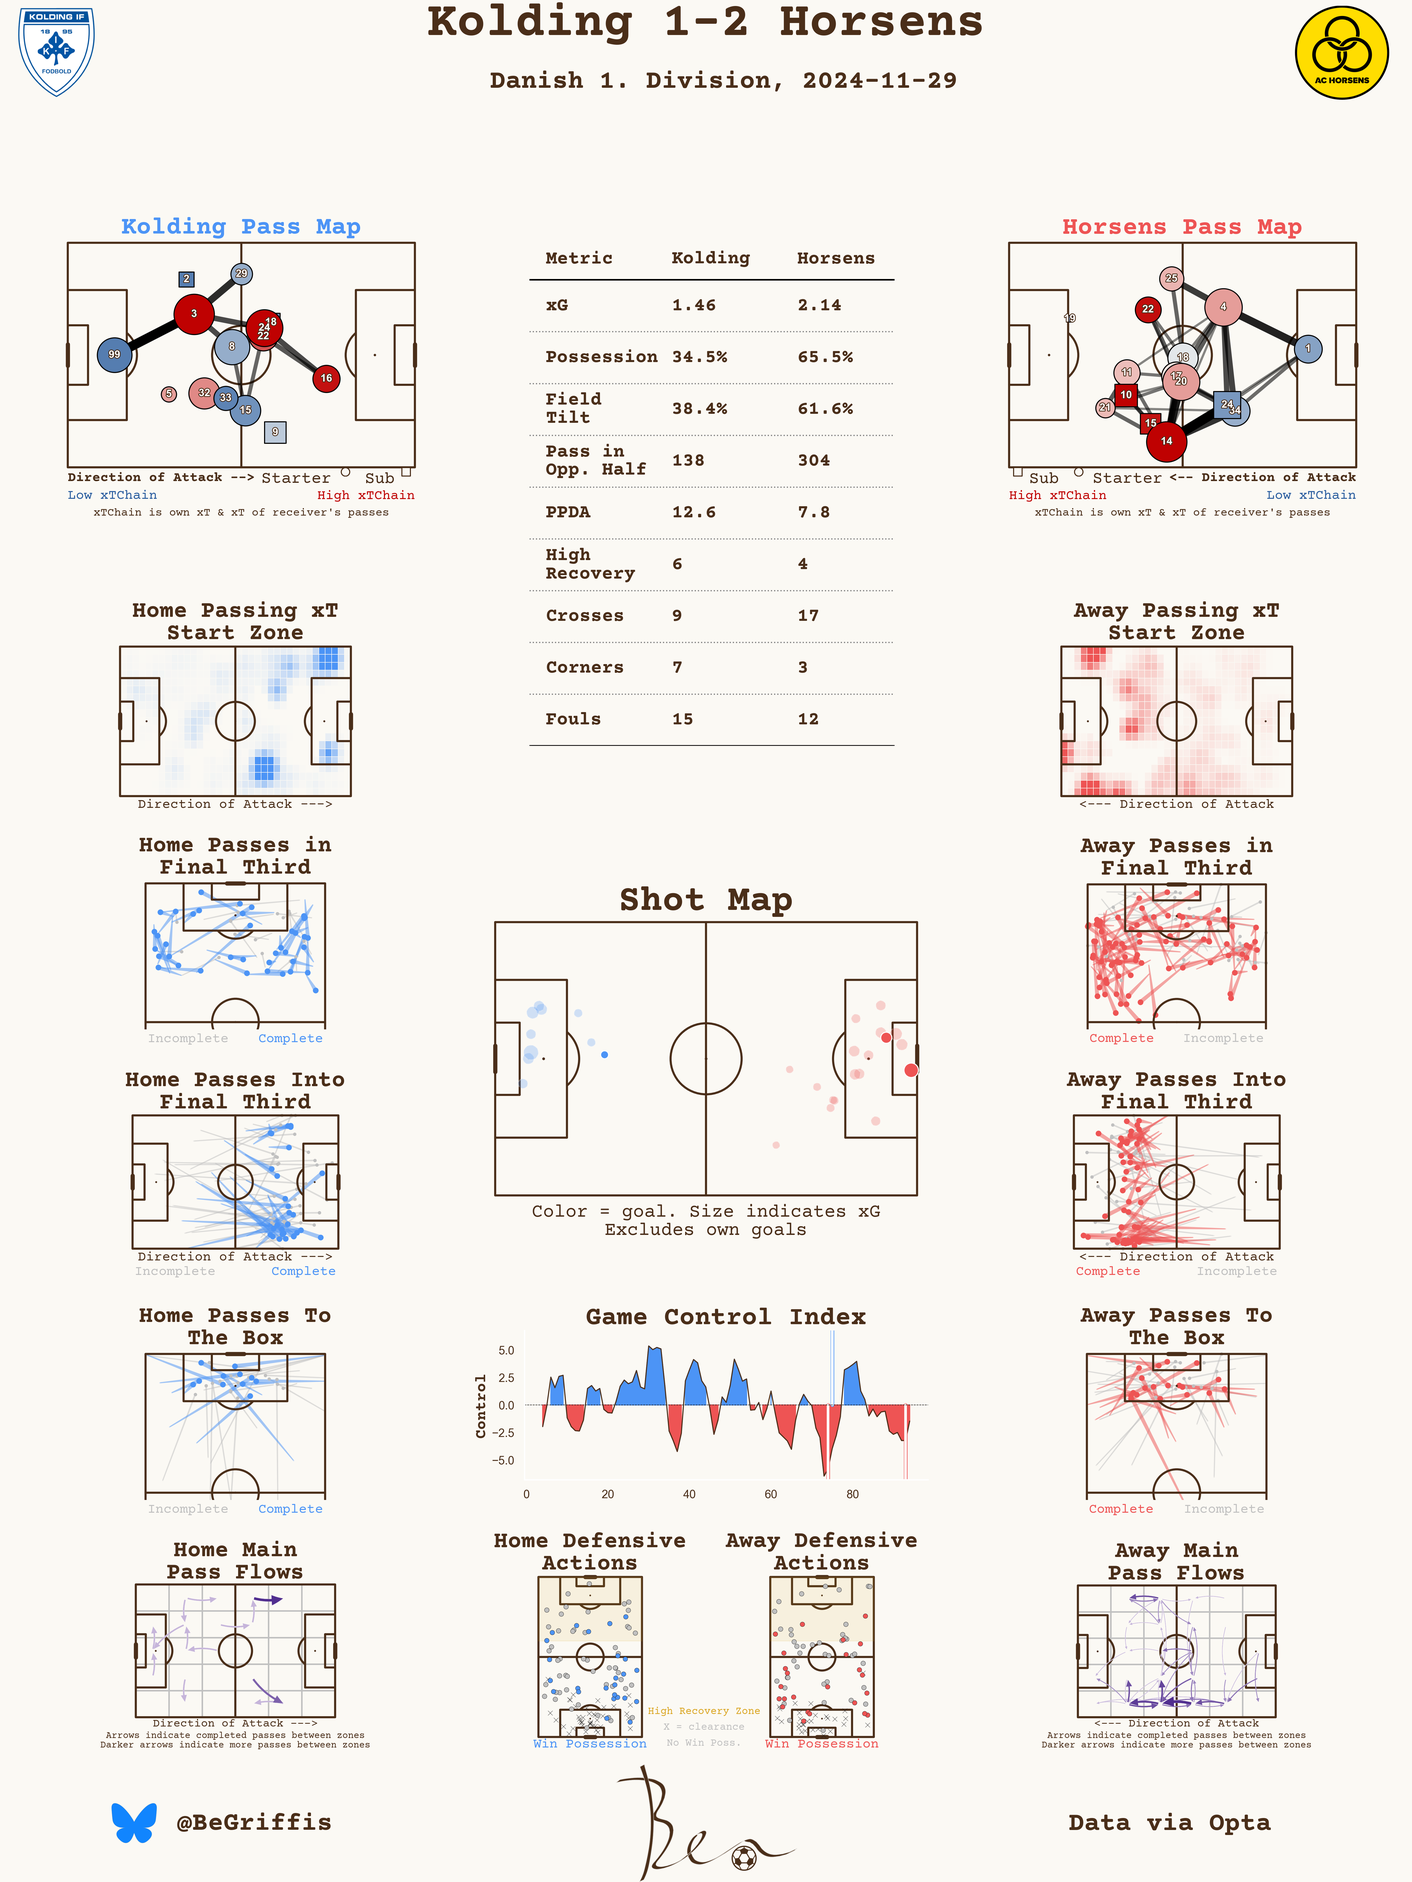 Kolding 1-2 Horsens
Danish 1. Division, 2024-11-29
KOLDING IF
18 95
K I F
FODBOLD
AC HORSENS
Kolding Pass Map
2
29
3
18
24
22
8
99
16
5
32
33
15
9
Direction of Attack --> Starter Sub
Low xTChain High xTChain
xTChain is own xT & xT of receiver's passes
Metric Kolding Horsens
xG 1.46 2.14
Possession 34.5% 65.5%
Field
Tilt 38.4% 61.6%
Pass in
Opp. Half 138 304
PPDA 12.6 7.8
High
Recovery 6 4
Crosses 9 17
Corners 7 3
Fouls 15 12
Horsens Pass Map
25
4
22
19
1
18
11
17
20
10
24
34
21
15
14
Sub Starter <-- Direction of Attack
High xTChain Low xTChain
xTChain is own xT & xT of receiver's passes
Home Passing xT
Start Zone
Direction of Attack --->
Away Passing xT
Start Zone
<--- Direction of Attack
Home Passes in
Final Third
Incomplete Complete
Away Passes in
Final Third
Complete Incomplete
Shot Map
Color = goal. Size indicates xG
Excludes own goals
Home Passes Into
Final Third
Direction of Attack --->
Incomplete Complete
Away Passes Into
Final Third
<--- Direction of Attack
Complete Incomplete
Home Passes To
The Box
Incomplete Complete
Game Control Index
Control
5.0
2.5
0.0
−2.5
−5.0
0 20 40 60 80
Away Passes To
The Box
Complete Incomplete
Home Main
Pass Flows
Direction of Attack --->
Arrows indicate completed passes between zones
Darker arrows indicate more passes between zones
Home Defensive
Actions
Win Possession
High Recovery Zone
X = clearance
No Win Poss.
Away Defensive
Actions
Win Possession
Away Main
Pass Flows
<--- Direction of Attack
Arrows indicate completed passes between zones
Darker arrows indicate more passes between zones
@BeGriffis
Ben
Data via Opta